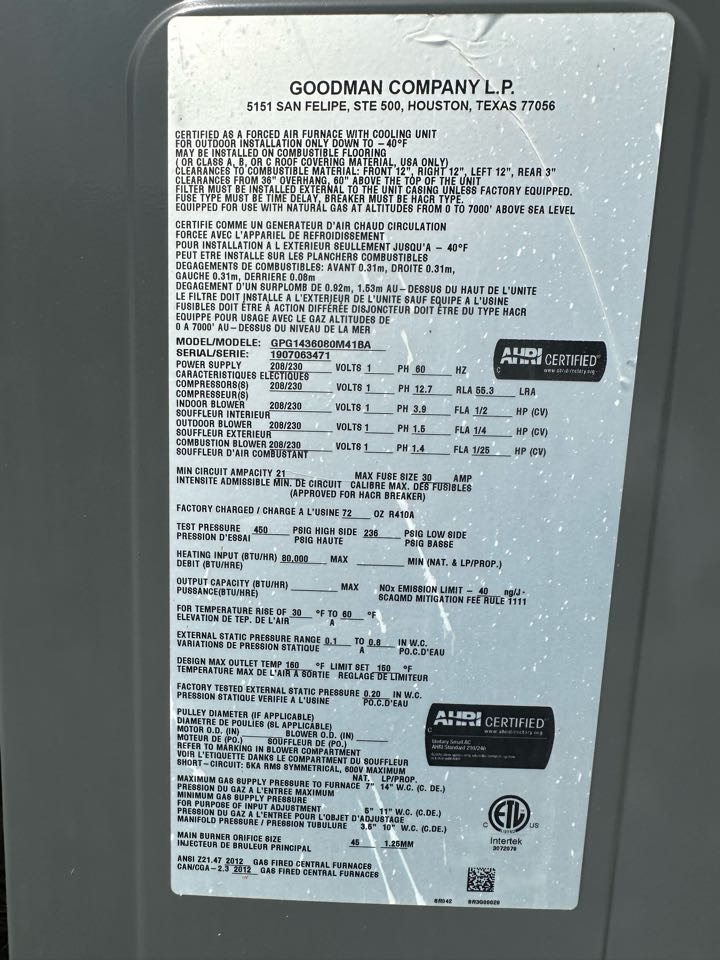 GOODMAN COMPANY L.P.
5151 SAN FELIPE, STE 500, HOUSTON, TEXAS 77056
CERTIFIED AS A FORCED AIR FURNACE WITH COOLING UNIT
FOR OUTDOOR INSTALLATION ONLY DOWN TO - 40°F
MAY BE INSTALLED ON COMBUSTIBLE FLOORING
( OR CLASS A, B, OR C ROOF COVERING MATERIAL, USA ONLY)
CLEARANCES TO COMBUSTIBLE MATERIAL: FRONT 12", RIGHT 12", LEFT 12", REAR 3"
CLEARANCES FROM 36" OVERHANG, 60" ABOVE THE TOP OF THE UNIT
FILTER MUST BE INSTALLED EXTERNAL TO THE UNIT CASING UNLESS FACTORY EQUIPPED.
FUSE TYPE MUST BE TIME DELAY, BREAKER MUST BE HACR TYPE.
EQUIPPED FOR USE WITH NATURAL GAS AT ALTITUDES FROM 0 TO 7000' ABOVE SEA LEVEL
CERTIFIE COMME UN GENERATEUR D'AIR CHAUD CIRCULATION
FORCEE AVEC L'APPAREIL DE REFROIDISSEMENT
POUR INSTALLATION A L EXTERIEUR SEULLEMENT JUSQU'A - 40°F
PEUT ETRE INSTALLE SUR LES PLANCHERS COMBUSTIBLES
DEGAGEMENTS DE COMBUSTIBLES: AVANT 0.31m, DROITE 0.31m,
GAUCHE 0.31m, DERRIERE 0.08m
DEGAGEMENT D'UN SURPLOMB DE 0.92m, 1.53m AU-DESSUS DU HAUT DE L'UNITE
LE FILTRE DOIT INSTALLE A L'EXTERIEUR DE L'UNITE SAUF EQUIPE A L'USINE
FUSIBLES DOIT ÊTRE À ACTION DIFFÉRÉE DISJONCTEUR DOIT ÊTRE DU TYPE HACR
EQUIPPE POUR USAGE AVEC LE GAZ ALTITUDES DE
0 A 7000' AU-DESSUS DU NIVEAU DE LA MER
MODEL/MODELE: GPG1436080M41BA
SERIAL/SERIE: 1907063471
AHRI CERTIFIED
www.ahridirectory.org
POWER SUPPLY 208/230 VOLTS 1 PH 60 HZ
CARACTERISTIQUES ELECTIQUES
COMPRESSORS(S) 208/230 VOLTS 1 PH 12.7 RLA 55.3 LRA
COMPRESEUR(S)
INDOOR BLOWER 208/230 VOLTS 1 PH 3.9 FLA 1/2 HP (CV)
SOUFFLEUR INTERIEUR
OUTDOOR BLOWER 208/230 VOLTS 1 PH 1.5 FLA 1/4 HP (CV)
SOUFFLEUR EXTERIEUR
COMBUSTION BLOWER 208/230 VOLTS 1 PH 1.4 FLA 1/25 HP (CV)
SOUFFLEUR D'AIR COMBUSTANT
MIN CIRCUIT AMPACITY 21 MAX FUSE SIZE 30 AMP
INTENSITE ADMISSIBLE MIN. DE CIRCUIT CALIBRE MAX. DES FUSIBLES
(APPROVED FOR HACR BREAKER)
FACTORY CHARGED / CHARGE A L'USINE 72 OZ R410A
TEST PRESSURE 450 PSIG HIGH SIDE 236 PSIG LOW SIDE
PRESSION D'ESSAI PSIG HAUTE PSIG BASSE
HEATING INPUT (BTU/HR) 80,000 MAX MIN (NAT. & LP/PROP.)
DEBIT (BTU/HRE)
OUTPUT CAPACITY (BTU/HR) MAX NOx EMISSION LIMIT - 40 ng/J -
PUSSANCE(BTU/HRE) SCAQMD MITIGATION FEE RULE 1111
FOR TEMPERATURE RISE OF 30 °F TO 60 °F
ELEVATION DE TEP. DE L'AIR A
EXTERNAL STATIC PRESSURE RANGE 0.1 TO 0.8 IN W.C.
VARIATIONS DE PRESSION STATIQUE A PO.C.D'EAU
DESIGN MAX OUTLET TEMP 160 °F LIMIT SET 150 °F
TEMPERATURE MAX DE L'AIR A SORTIE REGLAGE DE LIMITEUR
FACTORY TESTED EXTERNAL STATIC PRESSURE 0.20 IN W.C.
PRESSION STATIQUE VERIFIE A L'USINE PO.C.D'EAU
PULLEY DIAMETER (IF APPLICABLE)
DIAMETRE DE POULIES (SL APPLICABLE)
MOTOR O.D. (IN) BLOWER O.D. (IN)
MOTEUR DE (PO.) SOUFFLEUR DE (PO.)
REFER TO MARKING IN BLOWER COMPARTMENT
VOIR L'ETIQUETTE DANKS LE COMPARTIMENT DU SOUFFLEUR
SHORT-CIRCUIT: 5KA RMS SYMMETRICAL, 600V MAXIMUM
AHRI CERTIFIED
www.ahridirectory.org
Unitary Small AC
AHRI Standard 210/240
NAT. LP/PROP.
MAXIMUM GAS SUPPLY PRESSURE TO FURNACE 7" 14" W.C. (C.DE.)
PRESSION DU GAZ A L'ENTREE MAXIMUM
MINIMUM GAS SUPPLY PRESSURE
FOR PURPOSE OF INPUT ADJUSTMENT 5" 11" W.C. (C.DE.)
PRESSION DU GAZ A L'ENTREE POUR L'OBJET D'ADJUSTAGE
MANIFOLD PRESSURE / PRESSION TUBULURE 3.5" 10" W.C. (C.DE.)
MAIN BURNER ORIFICE SIZE 45 1.25MM
INJECTEUR DE BRULEUR PRINCIPAL
ANSI Z21.47 2012 GAS FIRED CENTRAL FURNACES
CAN/CGA-2.3 2012 GAS FIRED CENTRAL FURNACES
C ETL US
LISTED
Intertek
3072078